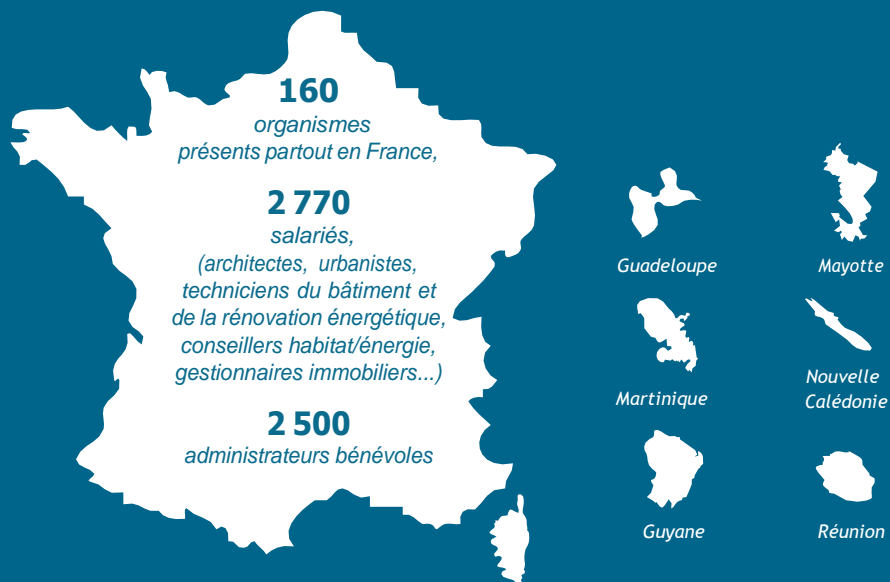 160
organismes
présents partout en France,
2 770
salariés,
(architectes, urbanistes,
techniciens du bâtiment et
de la rénovation énergétique,
conseillers habitat/énergie,
gestionnaires immobiliers...)
2 500
administrateurs bénévoles
Guadeloupe
Mayotte
Martinique
Nouvelle
Calédonie
Guyane
Réunion